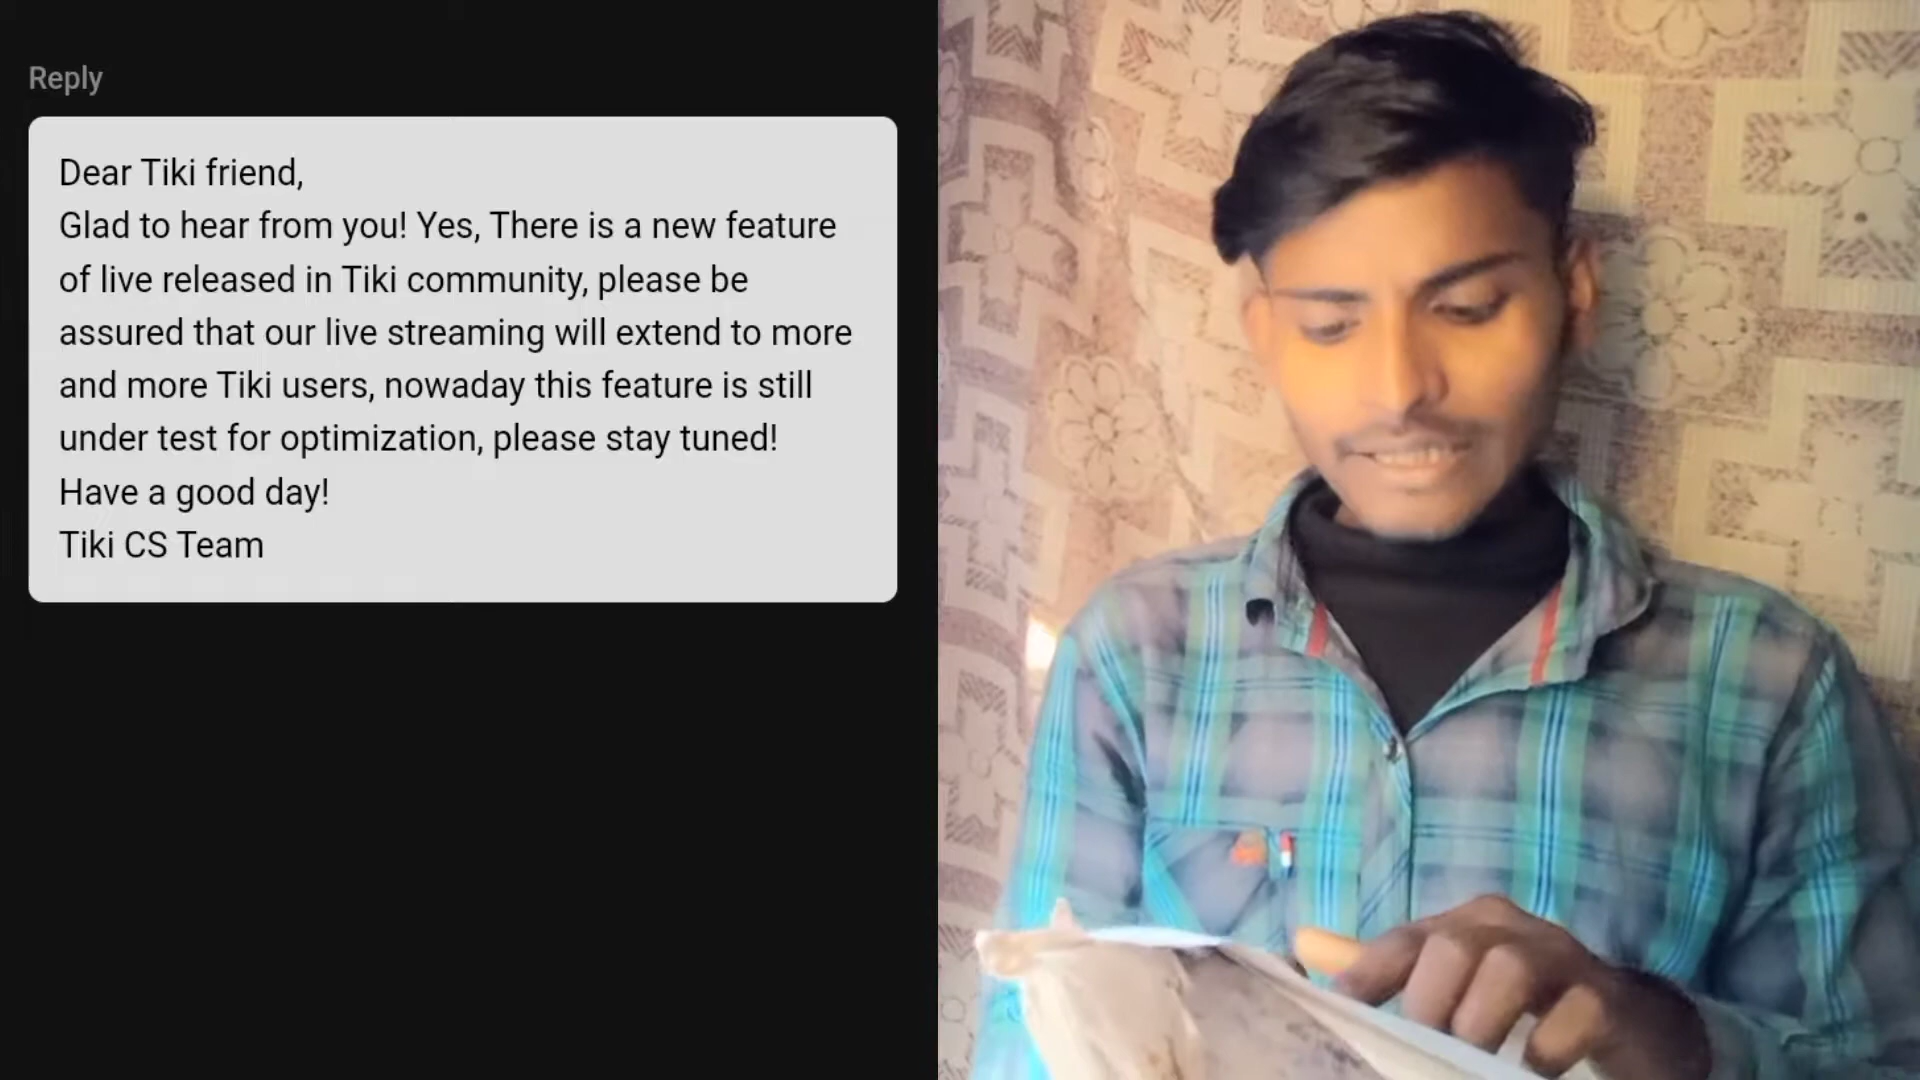 Reply
Dear Tiki friend,
Glad to hear from you! Yes, There is a new feature
of live released in Tiki community, please be
assured that our live streaming will extend to more
and more Tiki users, nowaday this feature is still
under test for optimization, please stay tuned!
Have a good day!
Tiki CS Team